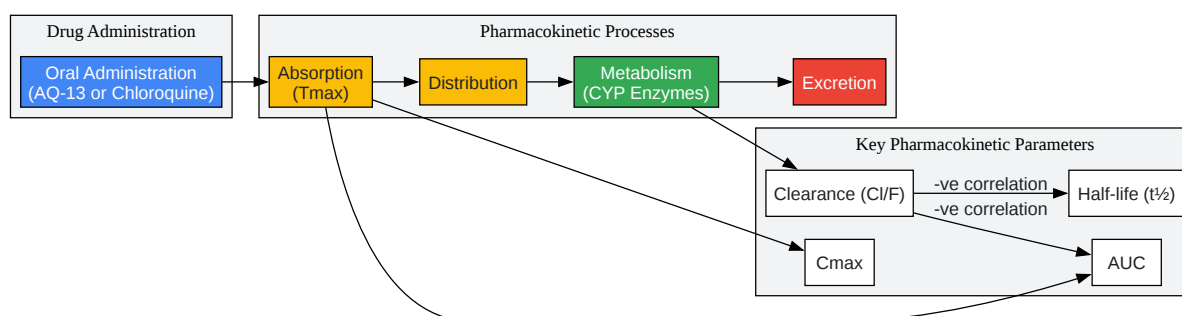 Drug Administration
Oral Administration
(AQ-13 or Chloroquine)
Pharmacokinetic Processes
Absorption
(Tmax)
Distribution
Metabolism
(CYP Enzymes)
Excretion
Key Pharmacokinetic Parameters
Clearance (Cl/F)
-ve correlation
-ve correlation
Half-life (t½)
Cmax
AUC